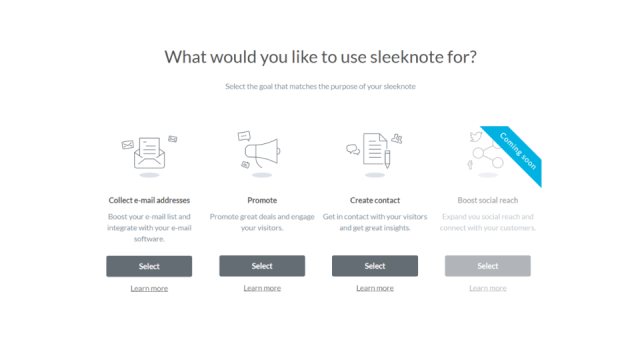 What would you like to use sleeknote for?
Select the goal that matches the purpose of your sleeknote
Coming soon
Collect e-mail addresses
Boost your e-mail list and
integrate with your e-mail
software.
Select
Learn more
Promote
Promote great deals and engage
your visitors.
Select
Learn more
Create contact
Get in contact with your visitors
and get great insights.
Select
Learn more
Boost social reach
Expand you social reach and
connect with your customers.
Select
Learn more